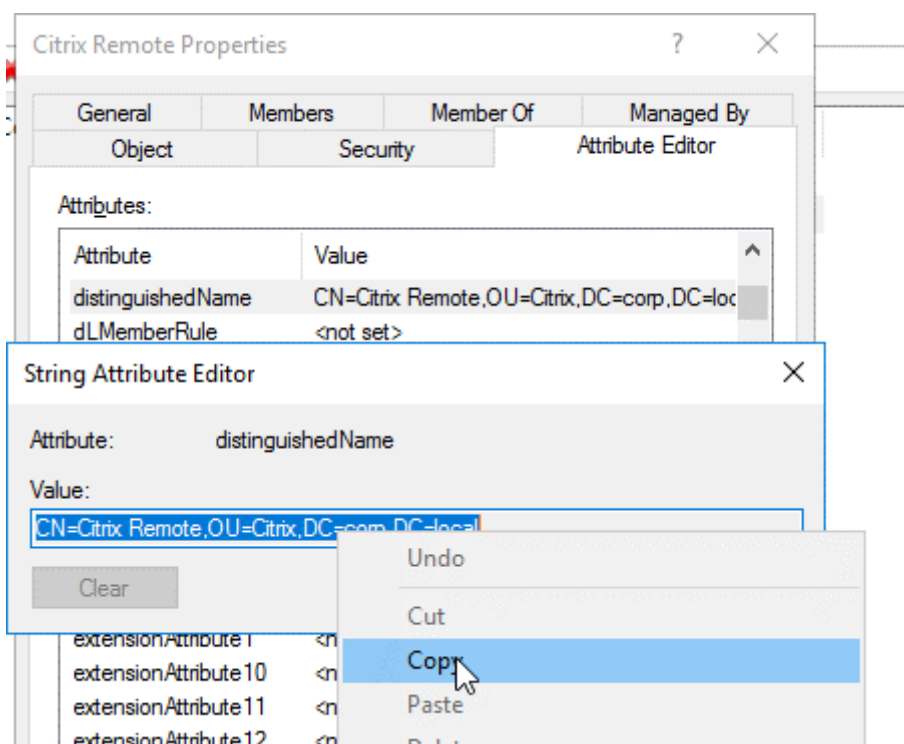 Citrix Remote Properties ? ×
General Members Member Of Managed By
Object Security Attribute Editor
Attributes:
Attribute Value
distinguishedName CN=Citrix Remote,OU=Citrix,DC=corp,DC=loc
dLMemberRule <not set>
String Attribute Editor
Attribute: distinguishedName
Value:
CN=Citrix Remote,OU=Citrix,DC=corp,DC=local
Undo
Clear
Cut
extensionAttribute1 <n
Copy
extensionAttribute10 <n
extensionAttribute11 <n
Paste
extensionAttribute12 <n